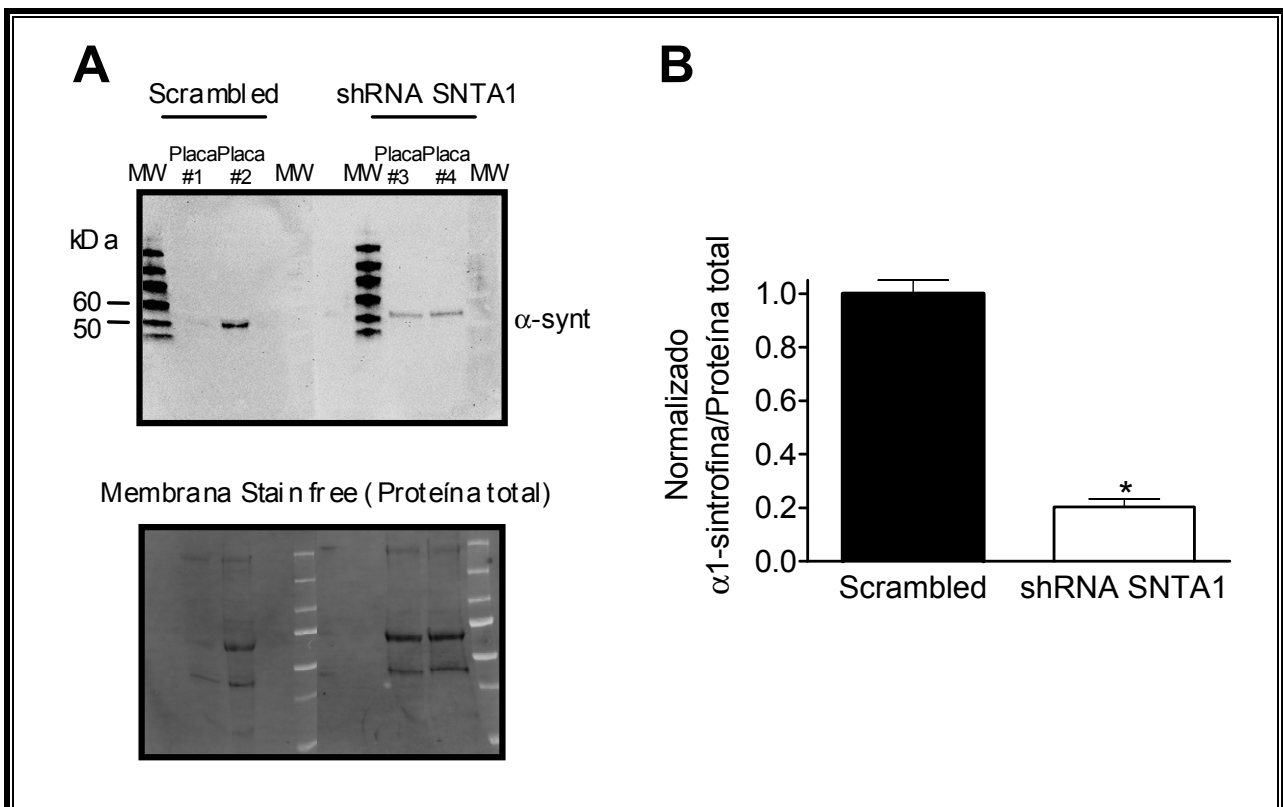 A
Scrambled shRNA SNTA1
Placa Placa Placa Placa
MW #1 #2 MW MW #3 #4 MW
kDa
60
50
α-synt
Membrana Stain free (Proteína total)
B
Normalizado
α1-sintrofina/Proteína total
1.0
0.8
0.6
0.4
0.2
0.0
*
Scrambled shRNA SNTA1